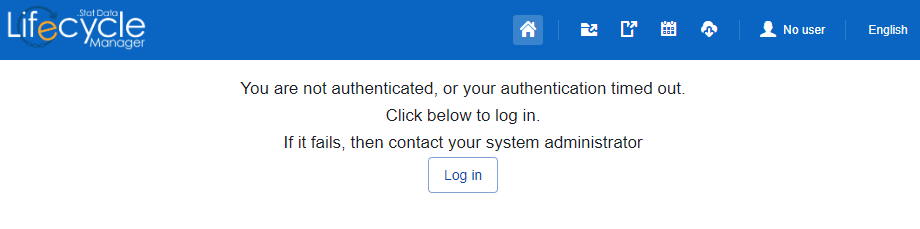 .Stat Data
Lifecycle
Manager
No user
English
You are not authenticated, or your authentication timed out.
Click below to log in.
If it fails, then contact your system administrator
Log in